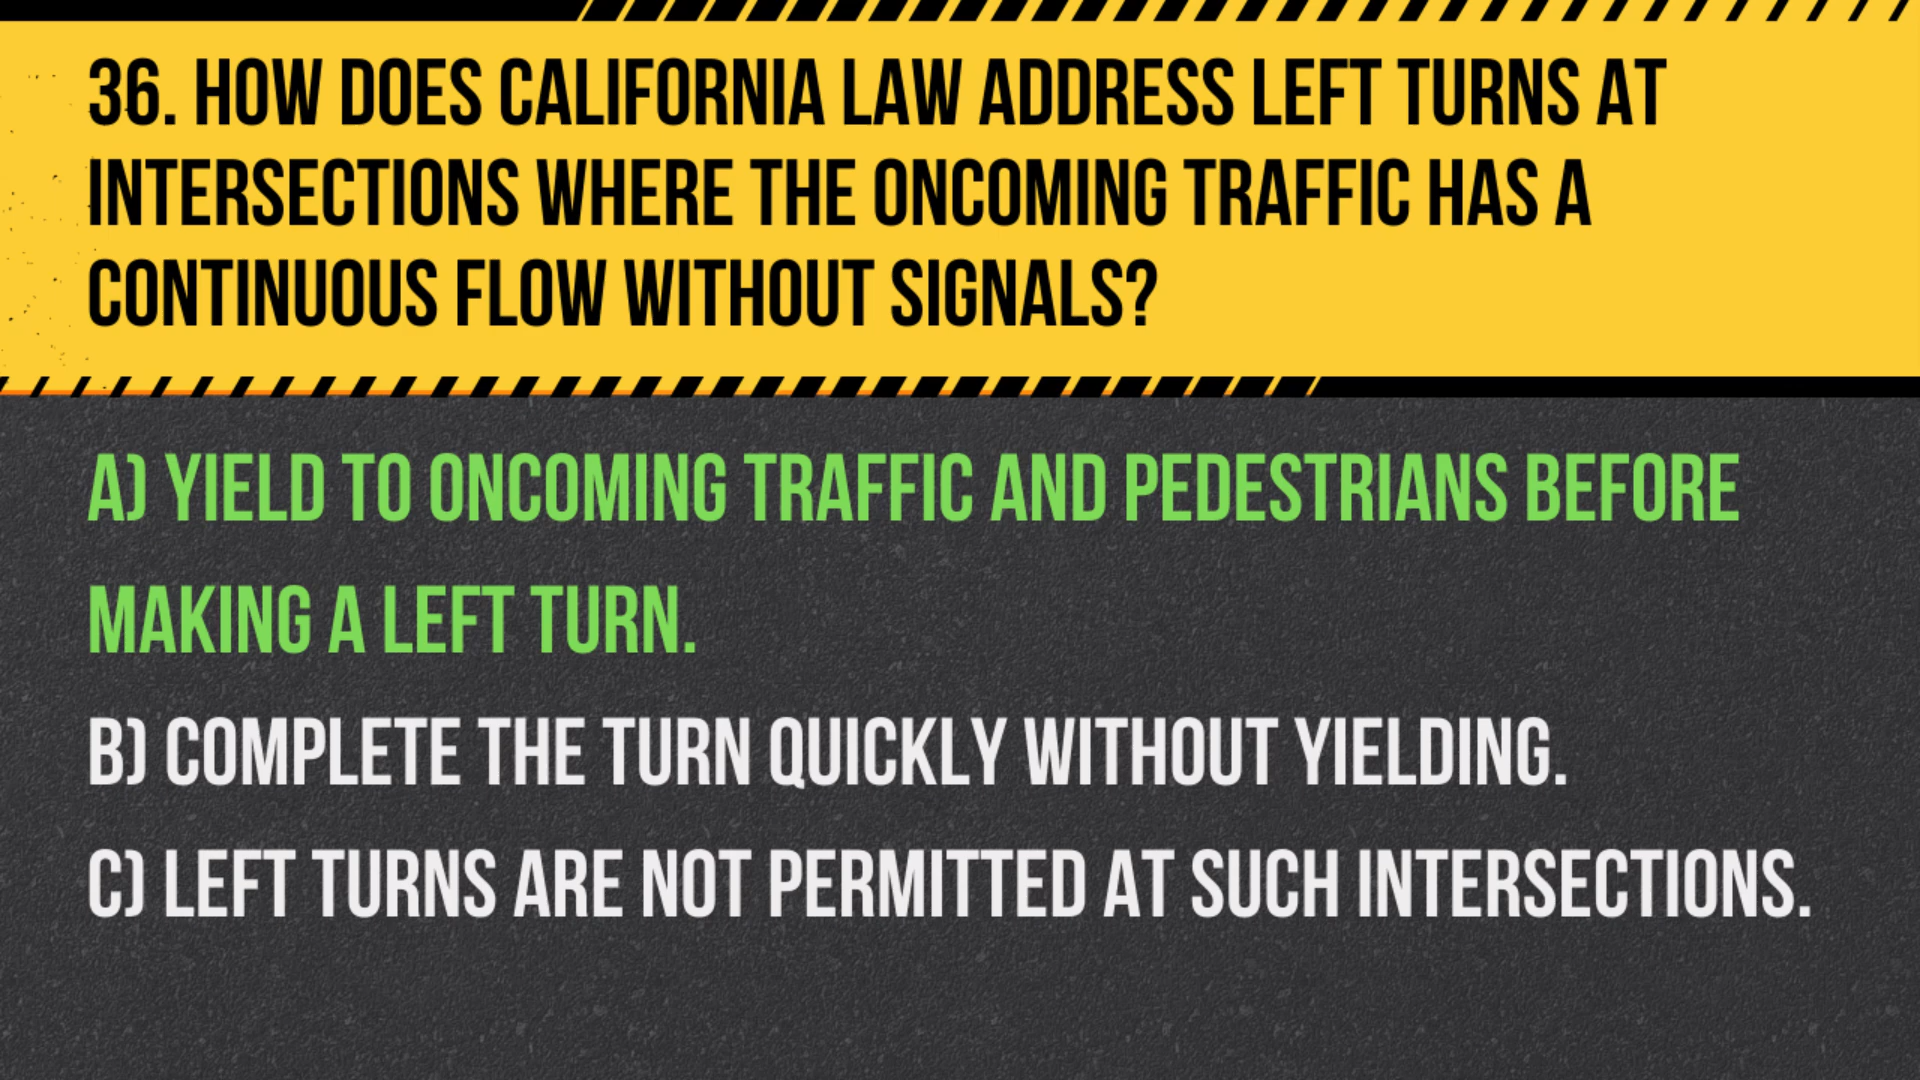 36. HOW DOES CALIFORNIA LAW ADDRESS LEFT TURNS AT
INTERSECTIONS WHERE THE ONCOMING TRAFFIC HAS A
CONTINUOUS FLOW WITHOUT SIGNALS?
A) YIELD TO ONCOMING TRAFFIC AND PEDESTRIANS BEFORE
MAKING A LEFT TURN.
B) COMPLETE THE TURN QUICKLY WITHOUT YIELDING.
C) LEFT TURNS ARE NOT PERMITTED AT SUCH INTERSECTIONS.